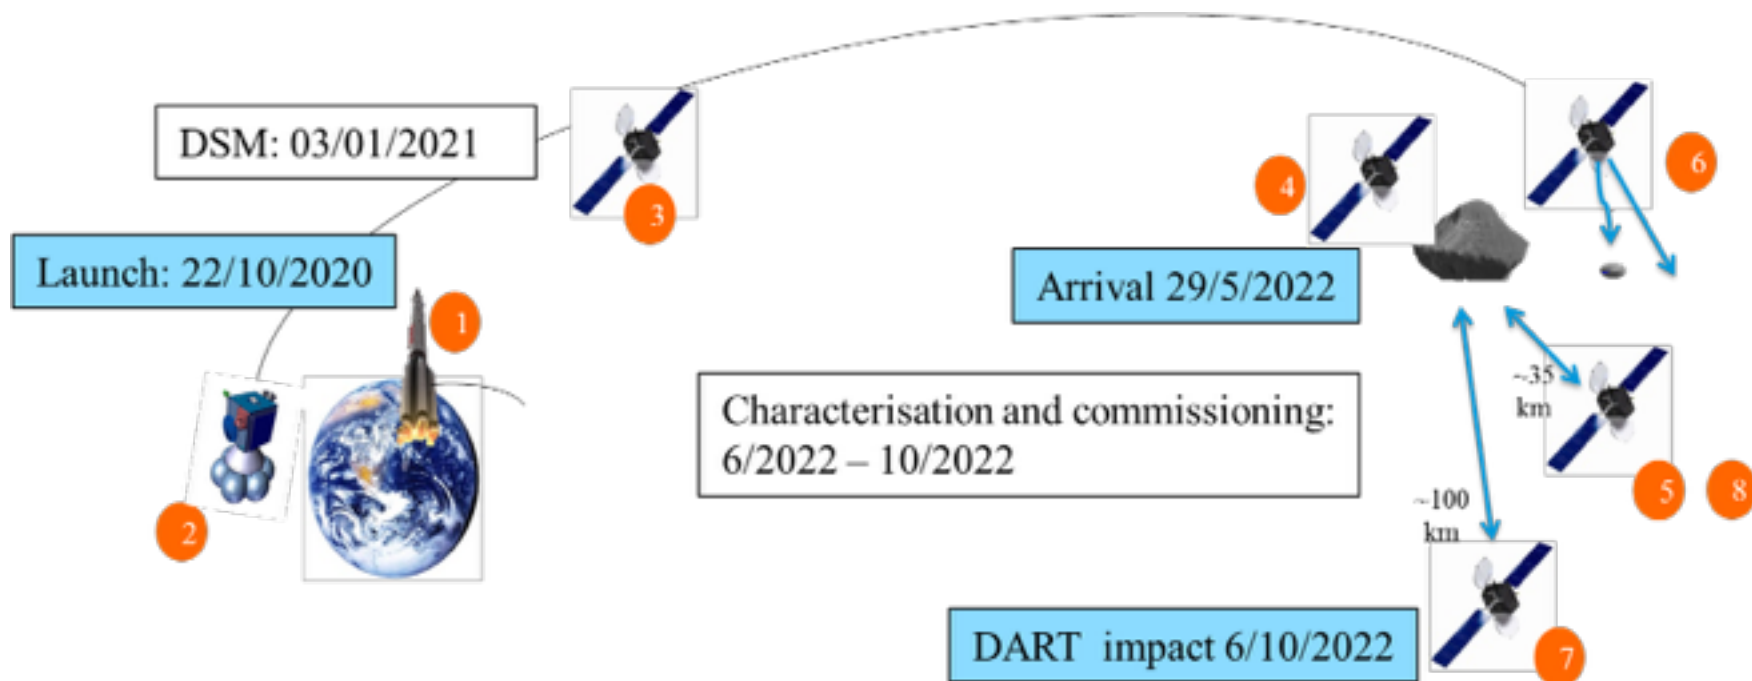 DSM: 03/01/2021
3
4
6
Launch: 22/10/2020
1
Arrival 29/5/2022
2
Characterisation and commissioning:
6/2022 – 10/2022
~35
km
5
8
~100
km
DART impact 6/10/2022
7